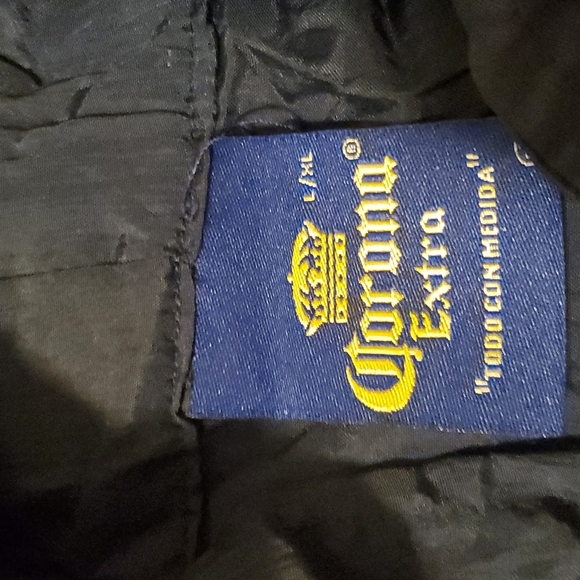 L/XL
Corona®
Extra
"TODO CON MEDIDA"